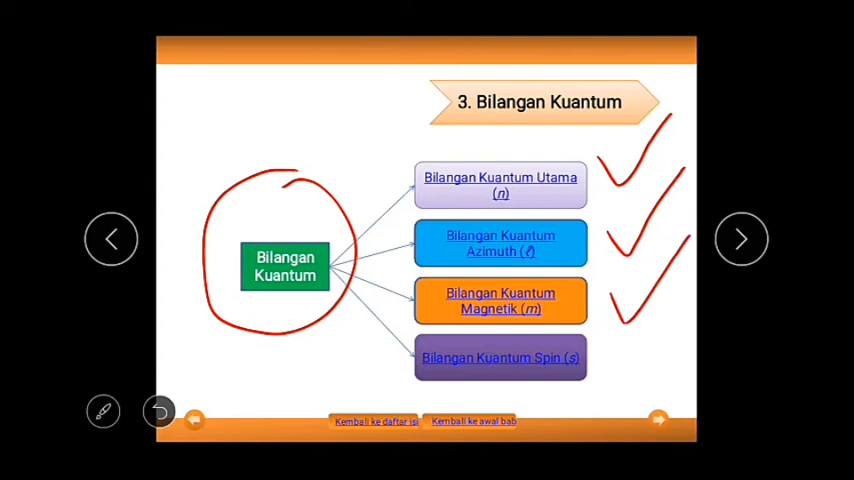 3. Bilangan Kuantum
Bilangan Kuantum Utama
(n)
Bilangan Kuantum
Azimuth (ℓ)
Bilangan
Kuantum
Bilangan Kuantum
Magnetik (m)
Bilangan Kuantum Spin (s)
Kembali ke daftar isi
Kembali ke awal bab